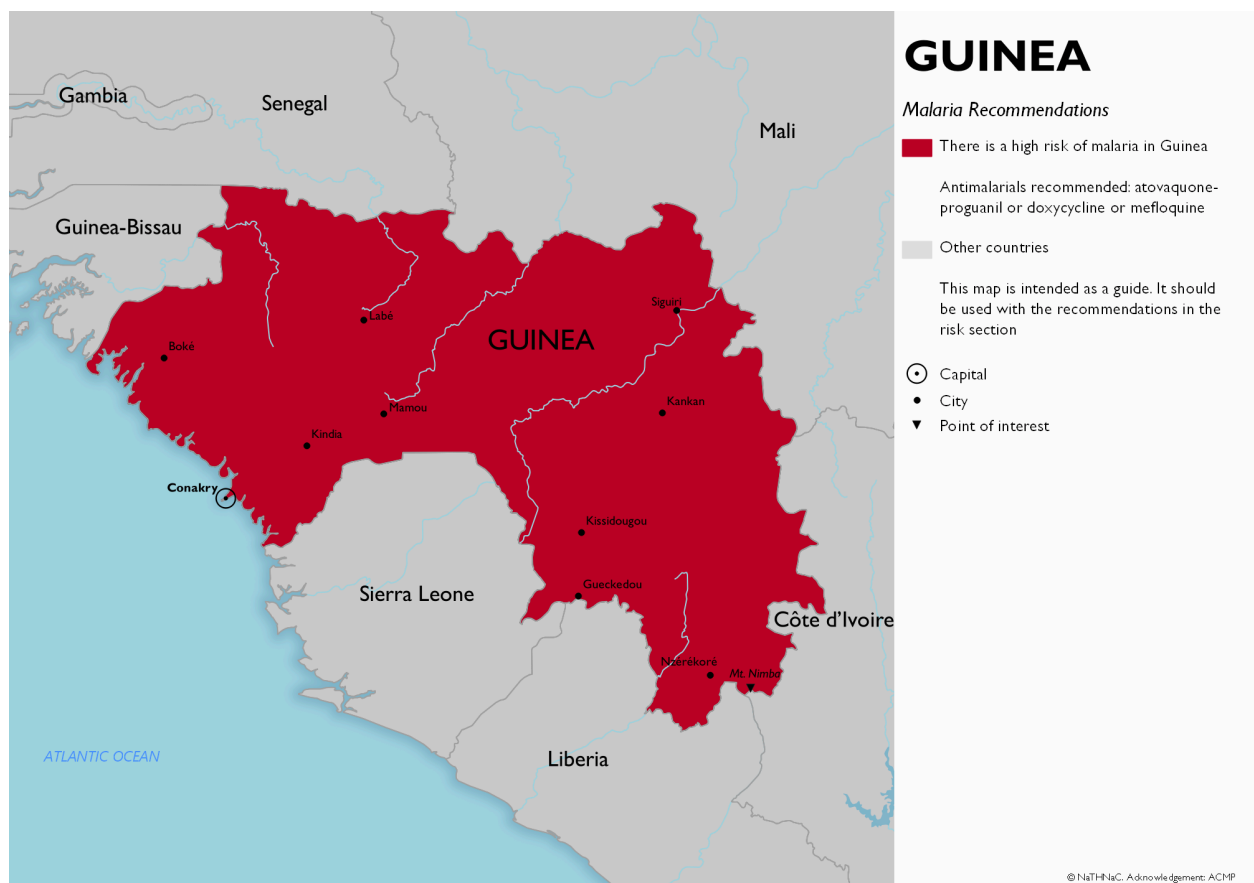 GUINEA
Malaria Recommendations
There is a high risk of malaria in Guinea
Antimalarials recommended: atovaquone-
proguanil or doxycycline or mefloquine
Other countries
This map is intended as a guide. It should
be used with the recommendations in the
risk section
Capital
City
Point of interest
Gambia
Senegal
Mali
Guinea-Bissau
Siguiri
Labé
GUINEA
Boké
Kankan
Mamou
Kindia
Conakry
Kissidougou
Gueckedou
Sierra Leone
Côte d'Ivoire
Nzérékoré
Mt. Nimba
ATLANTIC OCEAN
Liberia
© NaTHNaC. Acknowledgement: ACMP